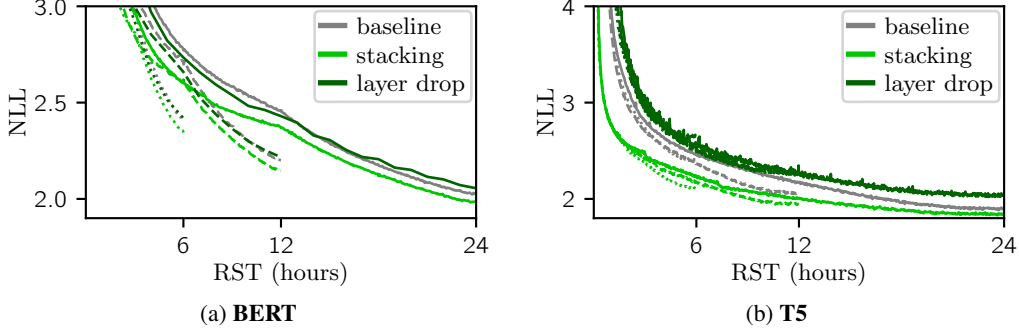 3.0
2.5
2.0
NLL
baseline
stacking
layer drop
6
12
24
RST (hours)
(a) BERT
4
3
2
NLL
baseline
stacking
layer drop
6
12
24
RST (hours)
(b) T5